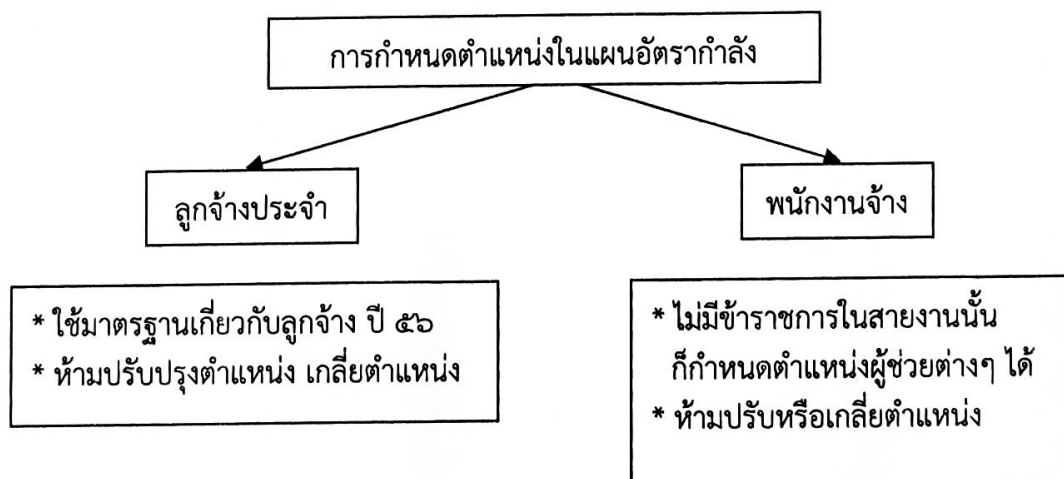 การกำหนดตำแหน่งในแผนอัตรากำลัง
ลูกจ้างประจำ
พนักงานจ้าง
* ใช้มาตรฐานเกี่ยวกับลูกจ้าง ปี ๕๖
* ห้ามปรับปรุงตำแหน่ง เกลี่ยตำแหน่ง
* ไม่มีข้าราชการในสายงานนั้น
ก็กำหนดตำแหน่งผู้ช่วยต่างๆ ได้
* ห้ามปรับหรือเกลี่ยตำแหน่ง